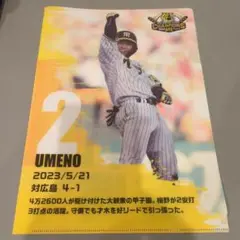 2
UMENO
2023/5/21
対広島 4-1
4万2600人が駆け付けた大観衆の甲子園。梅野が2安打
3打点の活躍。守備でも才木を好リードで引っ張った。